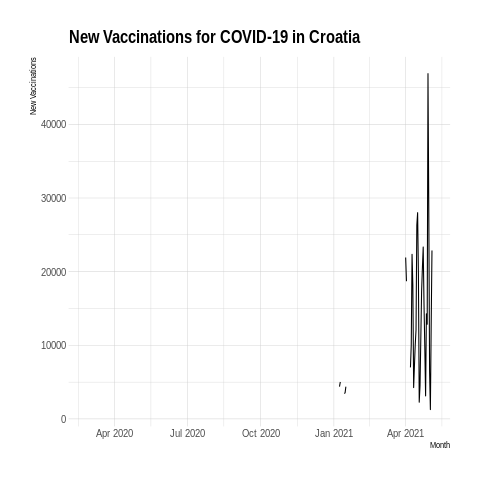 New Vaccinations for COVID-19 in Croatia
New Vaccinations
40000
30000
20000
10000
0
Apr 2020 Jul 2020 Oct 2020 Jan 2021 Apr 2021
Month